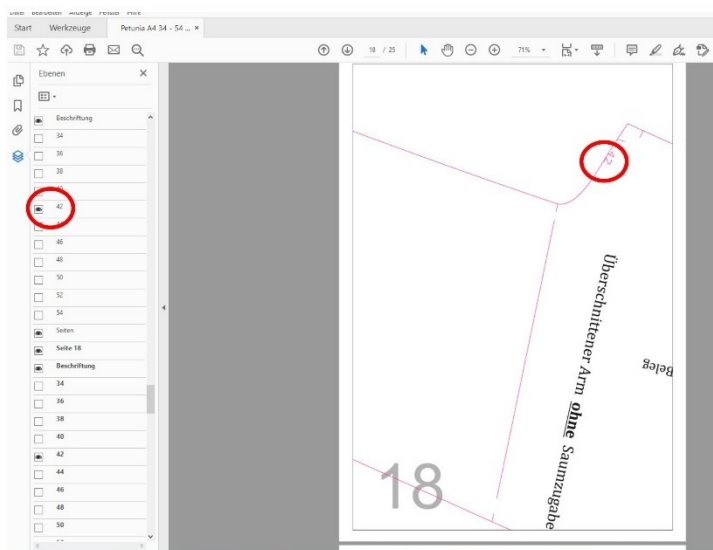 Datei Bearbeiten Anzeige Fenster Hilfe
Start Werkzeuge Petunia A4 34 - 54 ... ×
18 / 25 71%
Ebenen ×
Beschriftung
34
36
38
42
46
48
50
52
54
Seiten
Seite 18
Beschriftung
34
36
38
40
42
44
46
48
50
42
Überschnittener Arm ohne Saumzugabe
Beleg
18